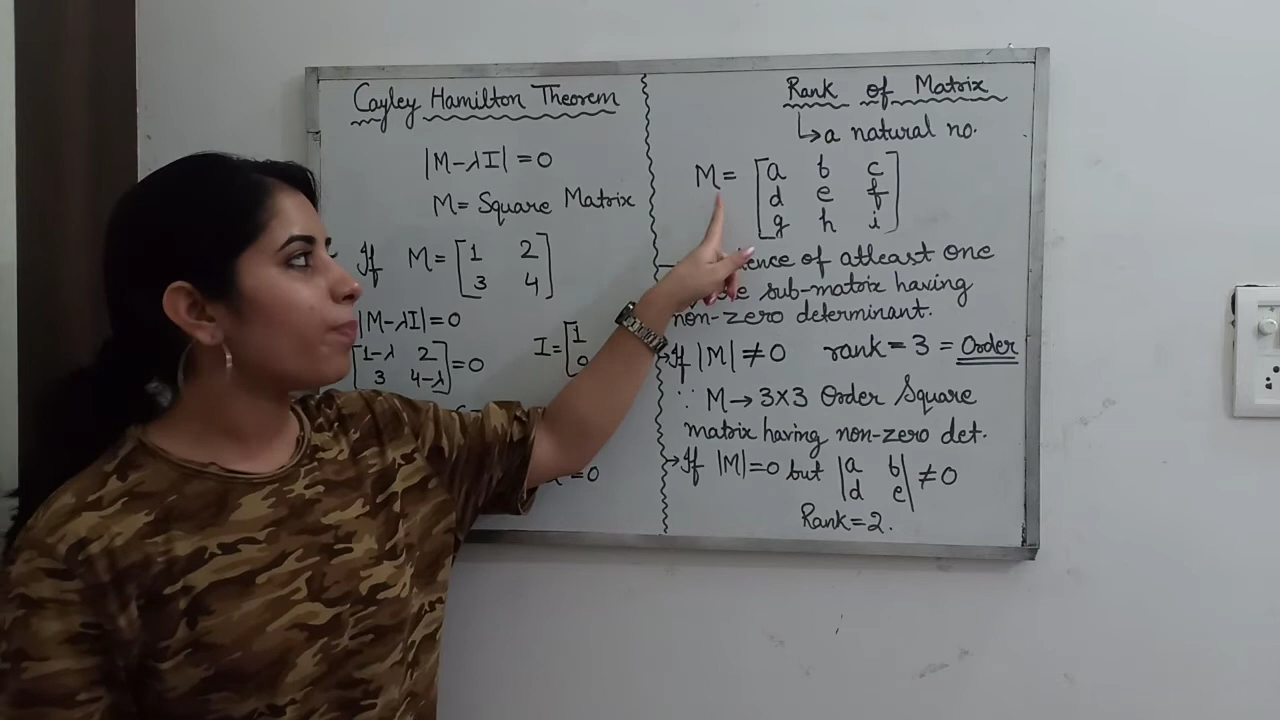 Cayley Hamilton Theorem
|M-λI| = 0
M = Square Matrix
If M = [1 2
3 4]
|M-λI| = 0
[1-λ 2
3 4-λ] = 0
I = [1
0
= 0
Rank of Matrix
↳ a natural no.
M = [a b c
d e f
g h i]
of atleast one
sub-matrix having
non-zero determinant.
→ If |M| ≠ 0 rank = 3 = Order
∵ M → 3×3 Order Square
matrix having non-zero det.
→ If |M| = 0 but |a b
d e| ≠ 0
Rank = 2.